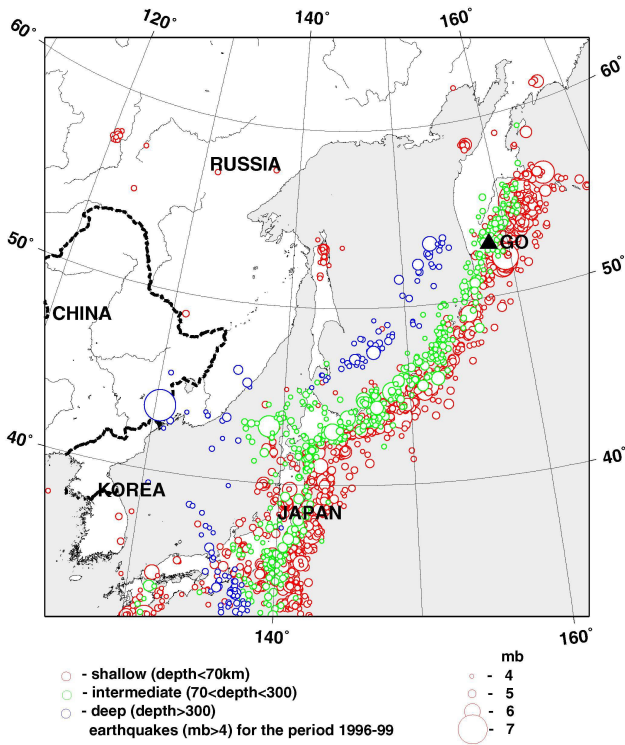 120°
140°
160°
60°
60°
RUSSIA
50°
GO
50°
CHINA
40°
40°
KOREA
JAPAN
140°
160°
mb
- shallow (depth<70km)
- 4
- intermediate (70<depth<300)
- 5
- deep (depth>300)
- 6
earthquakes (mb>4) for the period 1996-99
- 7